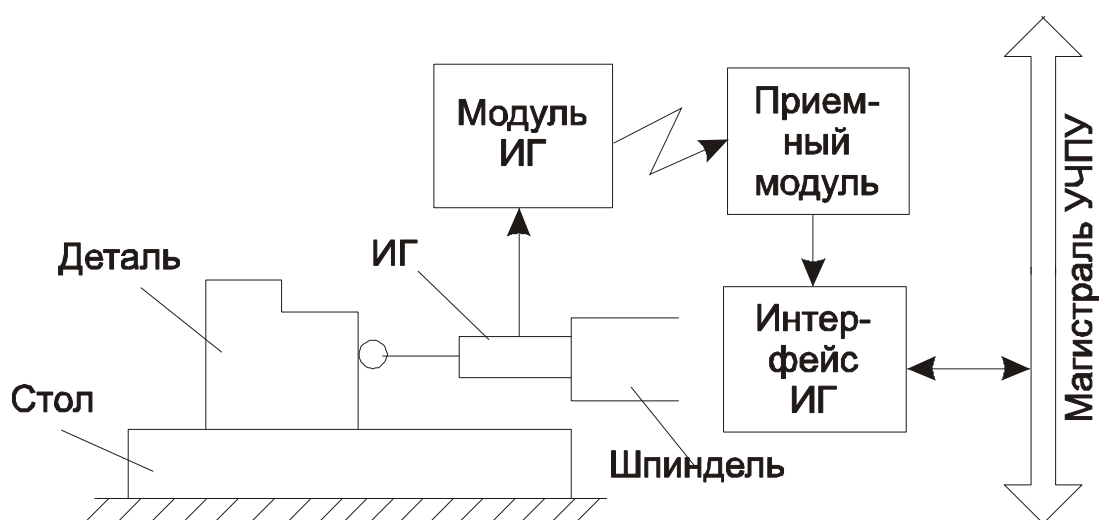 Модуль
ИГ
Прием-
ный
модуль
Магистраль УЧПУ
Деталь
ИГ
Интер-
фейс
ИГ
Стол
Шпиндель